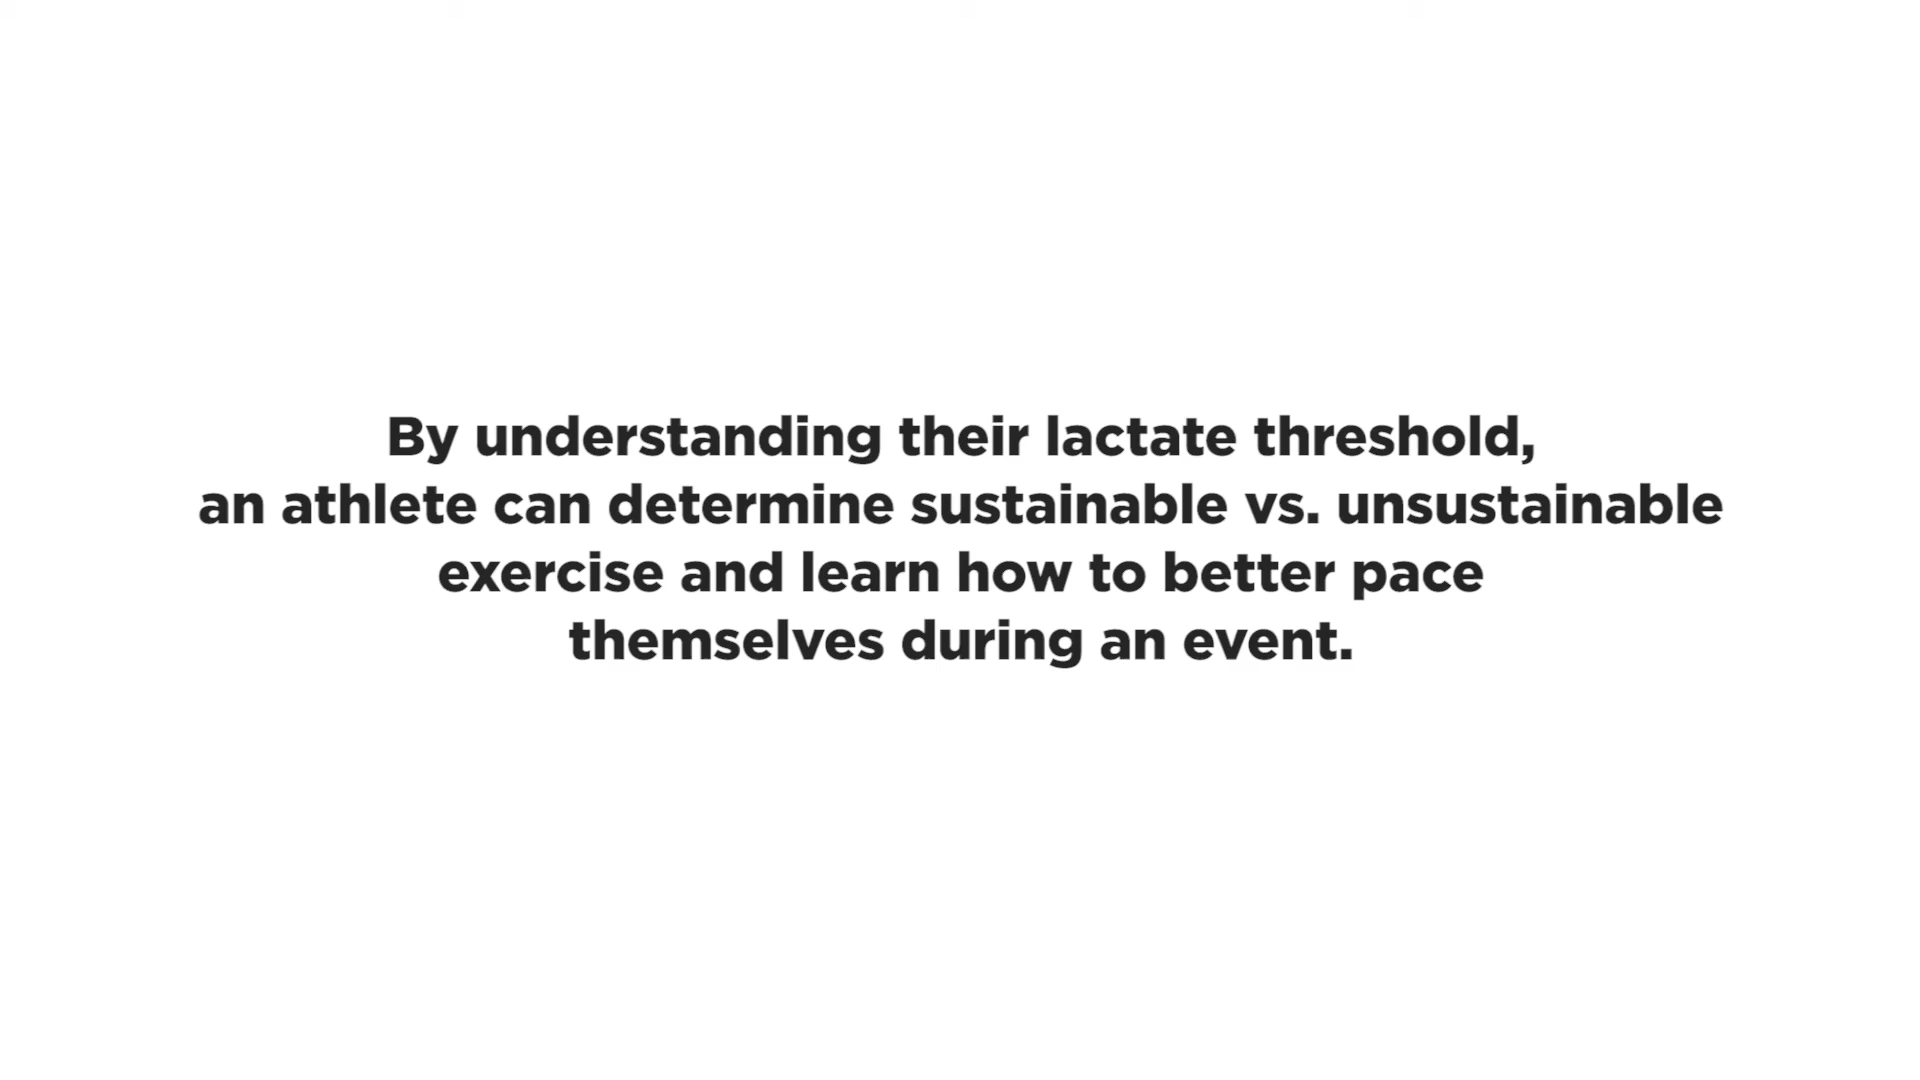 By understanding their lactate threshold,
an athlete can determine sustainable vs. unsustainable
exercise and learn how to better pace
themselves during an event.